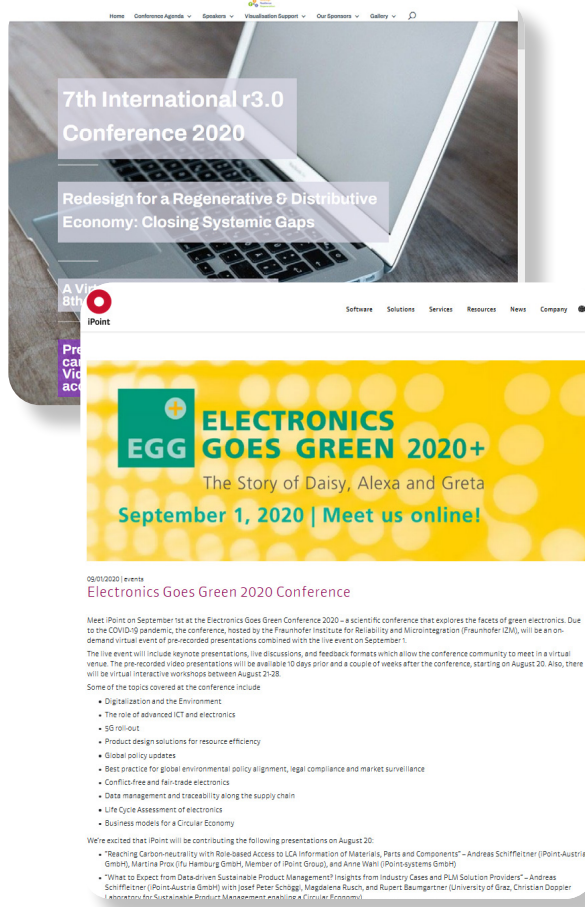 Home Conference Agenda Speakers Visualisation Support Our Sponsors Gallery
7th International r3.0
Conference 2020
Redesign for a Regenerative & Distributive
Economy: Closing Systemic Gaps
A
8th
iPoint
Software Solutions Services Resources News Company
EGG
ELECTRONICS
GOES GREEN 2020+
The Story of Daisy, Alexa and Greta
September 1, 2020 | Meet us online!
09/01/2020 | events
Electronics Goes Green 2020 Conference
Meet iPoint on September 1st at the Electronics Goes Green Conference 2020 – a scientific conference that explores the facets of green electronics. Due
to the COVID-19 pandemic, the conference, hosted by the Fraunhofer Institute for Reliability and Microintegration (Fraunhofer IZM), will be an on-
demand virtual event of pre-recorded presentations combined with the live event on September 1.
The live event will include keynote presentations, live discussions, and feedback formats which allow the conference community to meet in a virtual
venue. The pre-recorded video presentations will be available 10 days prior and a couple of weeks after the conference, starting on August 20. Also, there
will be virtual interactive workshops between August 21-28.
Some of the topics covered at the conference include
• Digitalization and the Environment
• The role of advanced ICT and electronics
• 5G roll-out
• Product design solutions for resource efficiency
• Global policy updates
• Best practice for global environmental policy alignment, legal compliance and market surveillance
• Conflict-free and fair-trade electronics
• Data management and traceability along the supply chain
• Life Cycle Assessment of electronics
• Business models for a Circular Economy
We're excited that iPoint will be contributing the following presentations on August 20:
• "Reaching Carbon-neutrality with Role-based Access to LCA Information of Materials, Parts and Components" – Andreas Schiffleitner (iPoint-Austria
GmbH), Martina Prox (ifu Hamburg GmbH, Member of iPoint Group), and Anne Wahl (iPoint-systems GmbH)
• "What to Expect from Data-driven Sustainable Product Management? Insights from Industry Cases and PLM Solution Providers" – Andreas
Schiffleitner (iPoint-Austria GmbH) with Josef Peter Schöggl, Magdalena Rusch, and Rupert Baumgartner (University of Graz, Christian Doppler
Laboratory for Sustainable Product Management enabling a Circular Economy)